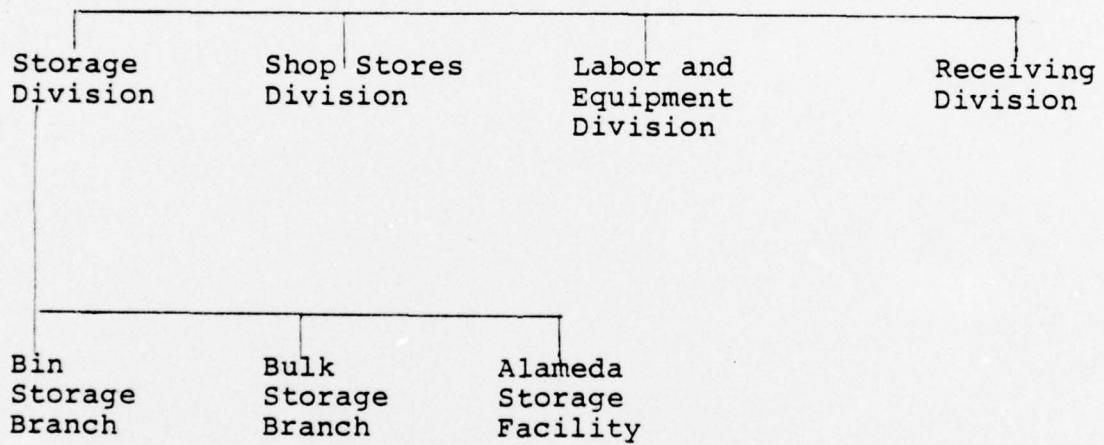 Storage
Division
Shop Stores
Division
Labor and
Equipment
Division
Receiving
Division
Bin
Storage
Branch
Bulk
Storage
Branch
Alameda
Storage
Facility